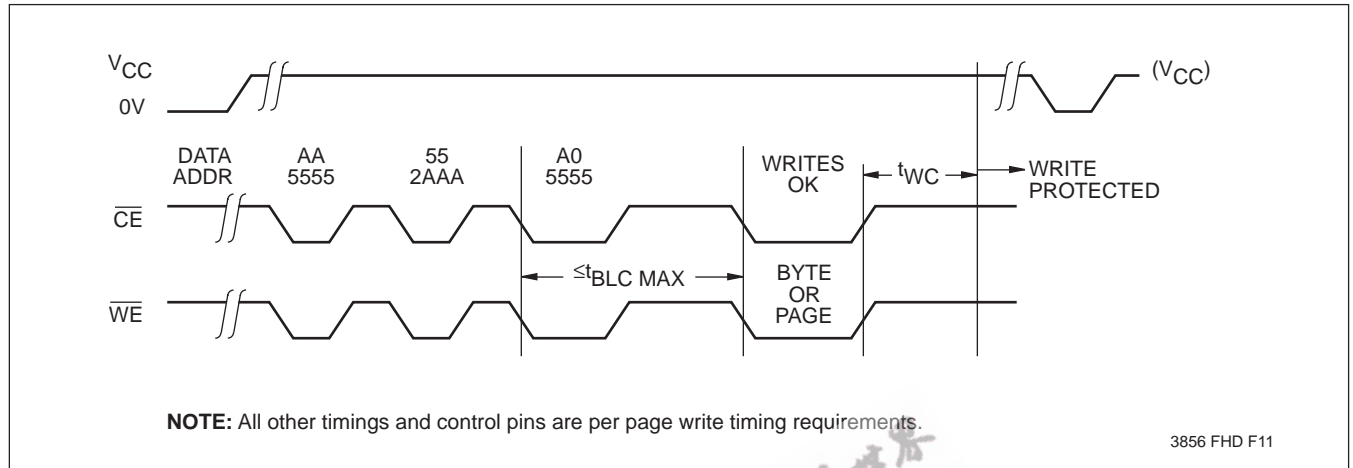 VCC
(VCC)
0V
DATA AA 55 A0
ADDR 5555 2AAA 5555
WRITES
OK
tWC
WRITE
PROTECTED
CE
≤tBLC MAX
BYTE
OR
PAGE
WE
NOTE: All other timings and control pins are per page write timing requirements.
3856 FHD F11